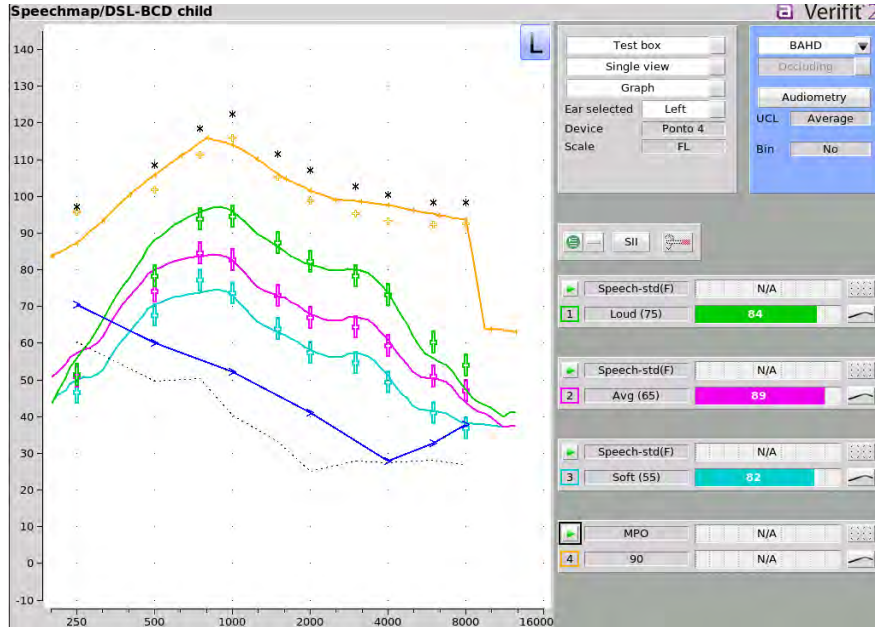 Speechmap/DSL-BCD child
a Verifit 2
L
140
130
120
110
100
90
80
70
60
50
40
30
20
10
0
-10
250 500 1000 2000 4000 8000 16000
Test box
Single view
Graph
Ear selected Left
Device Ponto 4
Scale FL
BAHD
Occluding
Audiometry
UCL Average
Bin No
SII
Speech-std(F) N/A
1 Loud (75) 84
Speech-std(F) N/A
2 Avg (65) 89
Speech-std(F) N/A
3 Soft (55) 82
MPO N/A
4 90 N/A